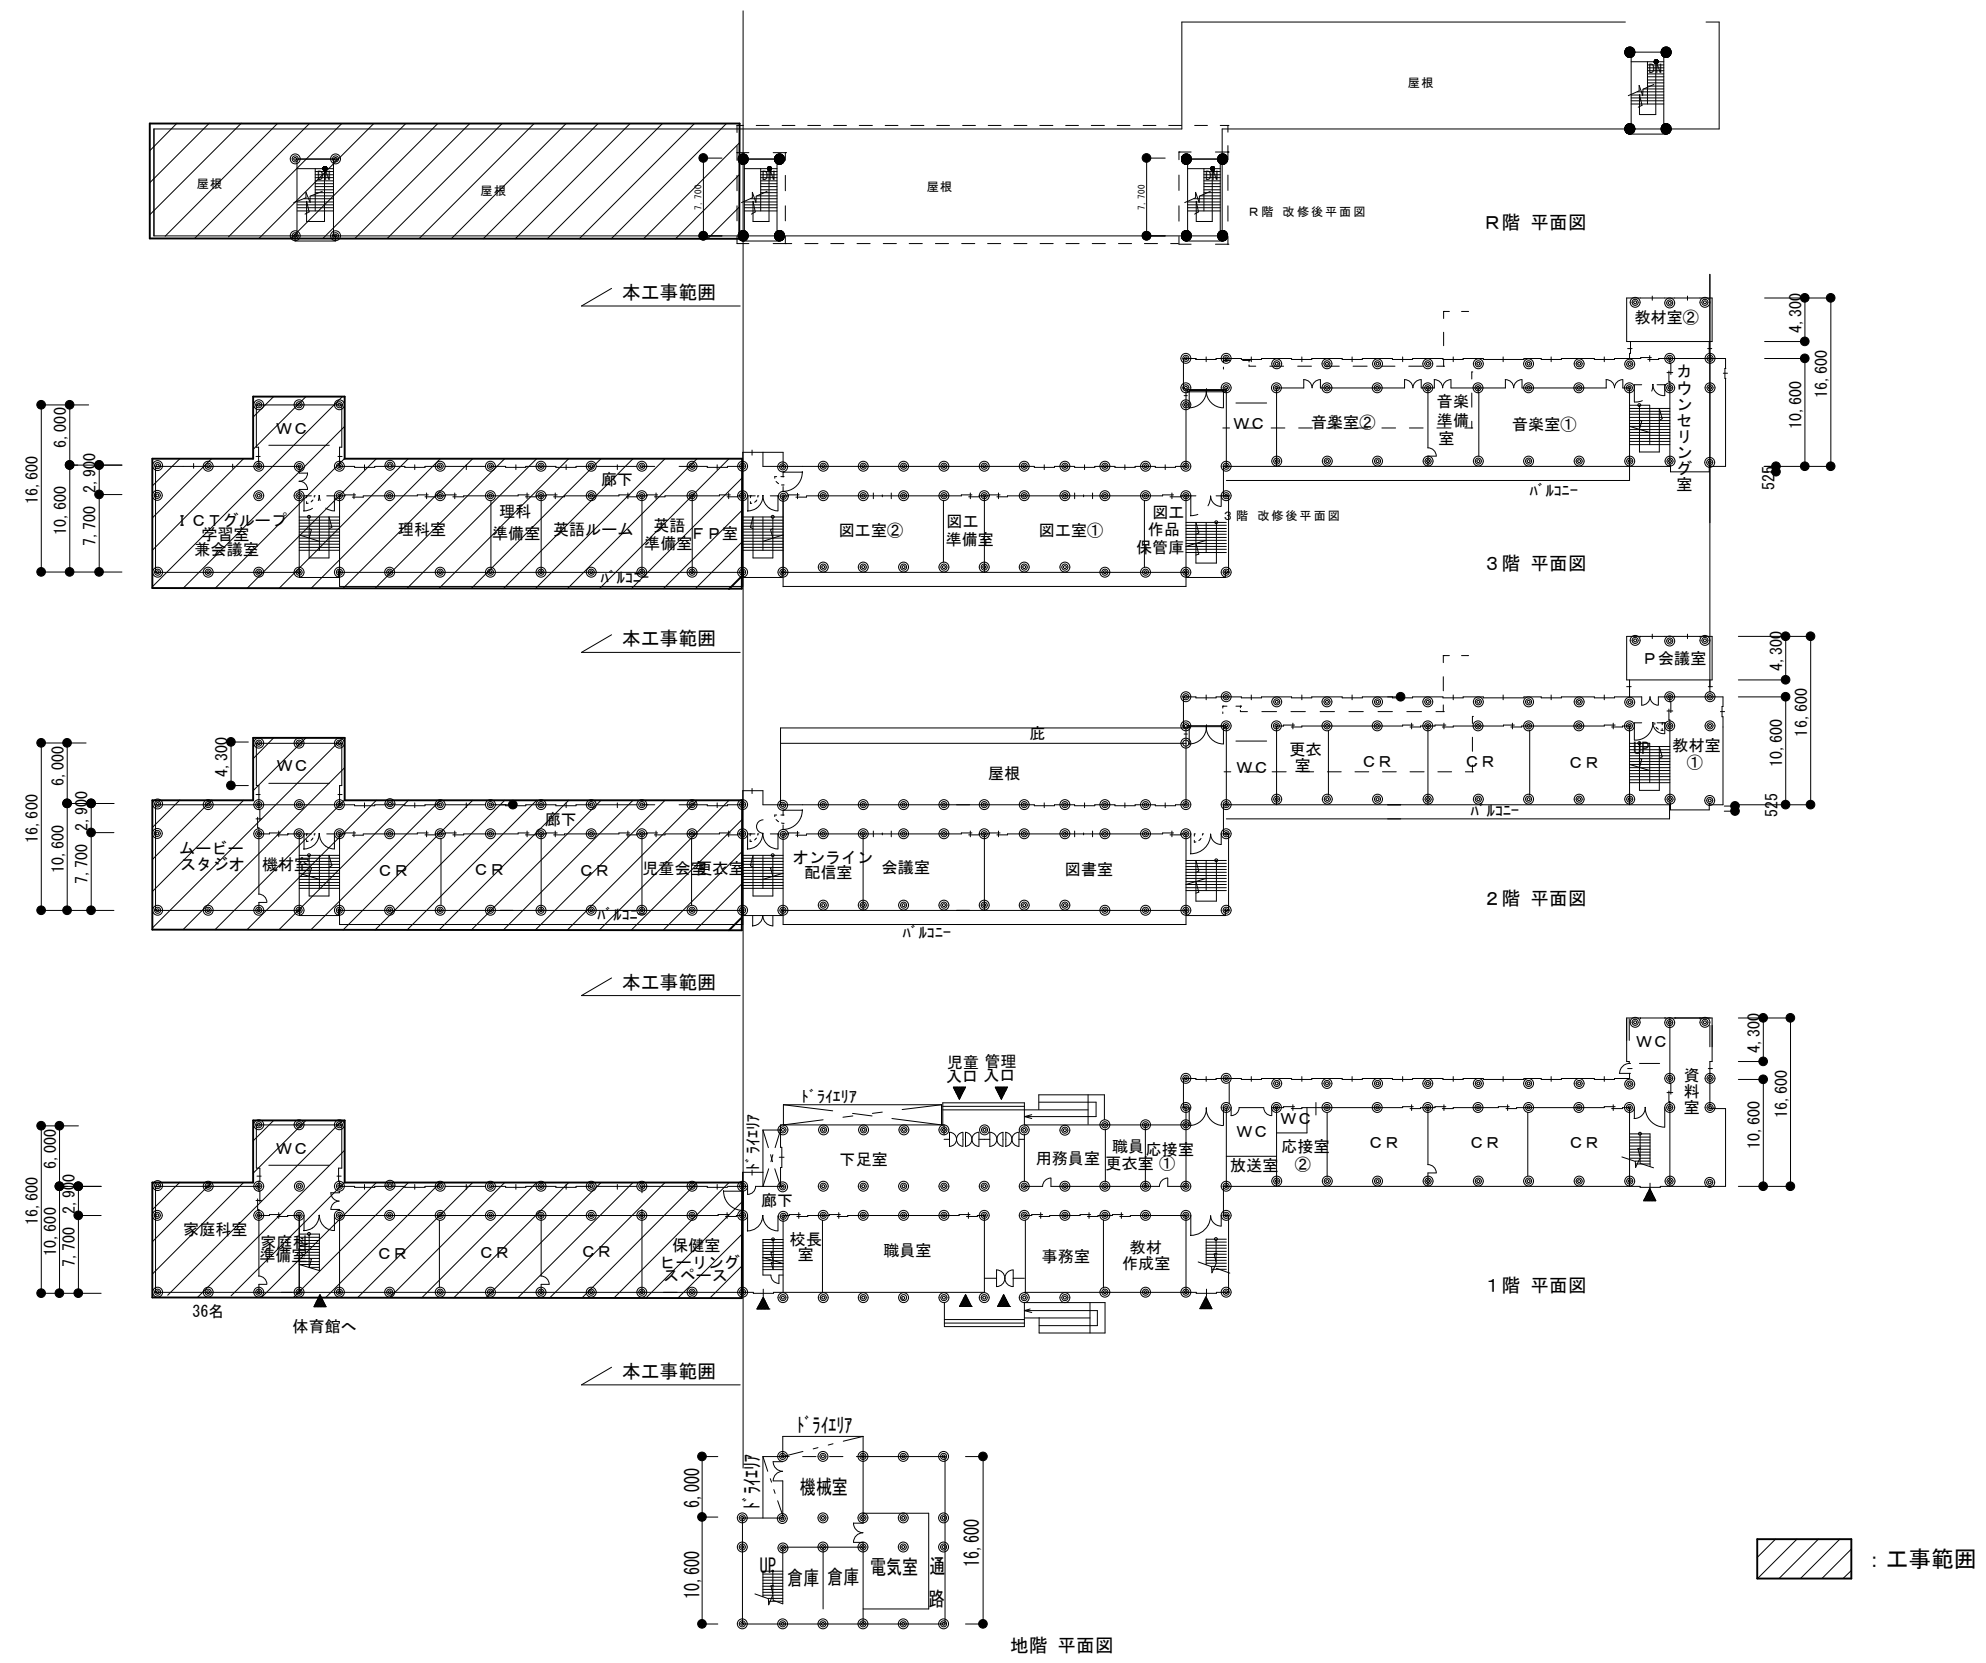 屋根
DN
屋根
DN
屋根
DN
屋根
DN
7,700
7,700
R階 改修後平面図
R階 平面図
本工事範囲
教材室②
4,300
16,600
10,600
525
カウンセリング室
WC
音楽室②
音楽
準備
室
音楽室①
バルコニー
3階 改修後平面図
16,600
6,000
10,600
2,900
7,700
WC
廊下
ICTグループ
学習室
兼会議室
理科室
理科
準備室
英語ルーム
英語
準備室
FP室
バルコニー
図工室②
図工
準備室
図工室①
図工
作品
保管庫
3階 平面図
本工事範囲
P会議室
4,300
16,600
10,600
525
庇
屋根
WC
更衣
室
CR
CR
CR
UP
教材室
①
バルコニー
16,600
6,000
10,600
2,900
7,700
4,300
WC
廊下
ムービー
スタジオ
機材室
CR
CR
CR
児童会室
更衣室
バルコニー
オンライン
配信室
会議室
図書室
バルコニー
2階 平面図
本工事範囲
児童
入口
管理
入口
ドライエリア
ドライエリア
WC
資料室
4,300
16,600
10,600
下足室
用務員室
職員
更衣室
応接室
①
WC
放送室
WC
応接室
②
CR
CR
CR
16,600
6,000
10,600
2,900
7,700
WC
家庭科室
家庭科
準備室
CR
CR
CR
保健室
ヒーリング
スペース
廊下
校長
室
職員室
事務室
教材
作成室
36名
体育館へ
1階 平面図
本工事範囲
ドライエリア
ドライエリア
6,000
10,600
16,600
機械室
UP
倉庫
倉庫
電気室
通
路
地階 平面図
:工事範囲